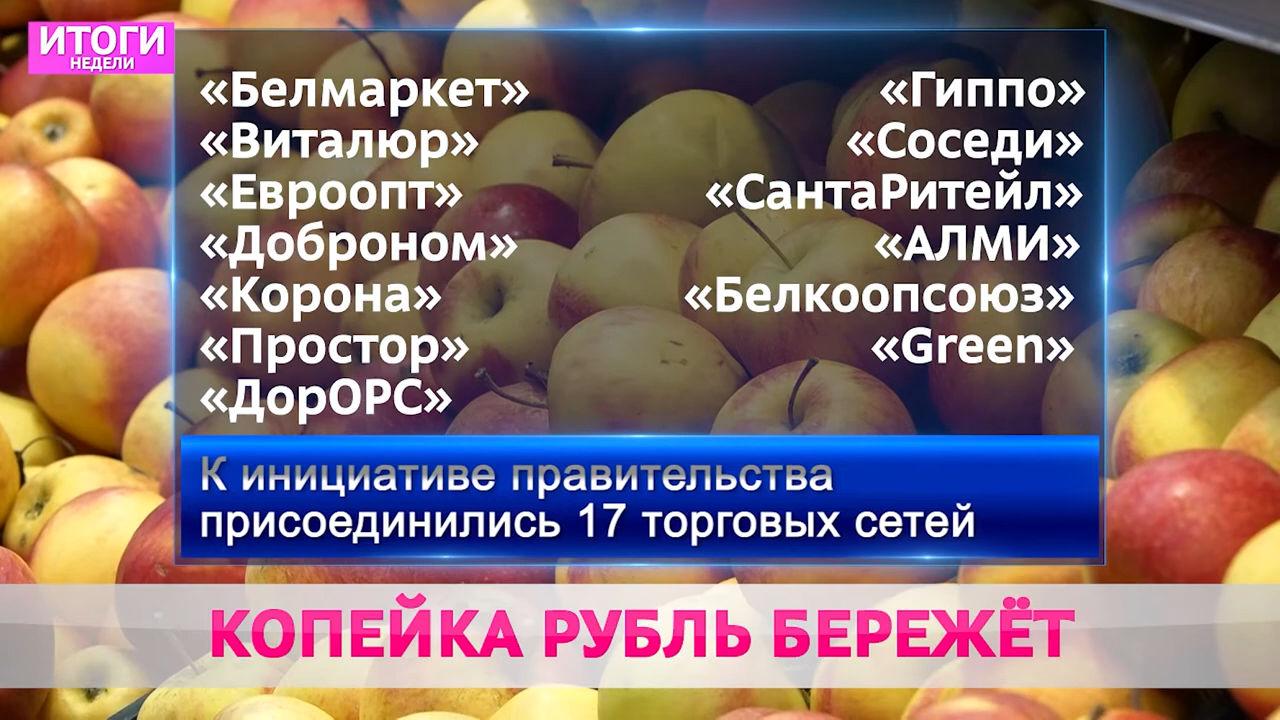 ИТОГИ
НЕДЕЛИ
«Белмаркет»
«Виталюр»
«Евроопт»
«Доброном»
«Корона»
«Простор»
«ДорОРС»
«Гиппо»
«Соседи»
«СантаРитейл»
«АЛМИ»
«Белкоопсоюз»
«Green»
К инициативе правительства
присоединились 17 торговых сетей
КОПЕЙКА РУБЛЬ БЕРЕЖЁТ